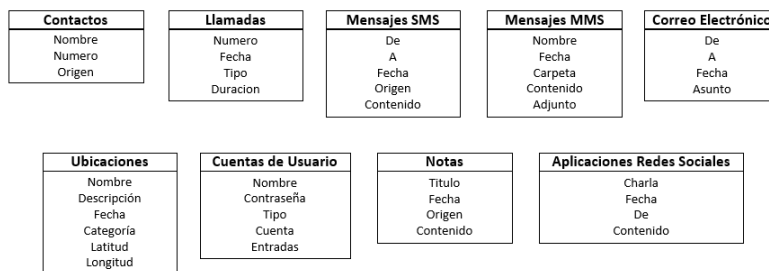 Contactos
Nombre
Numero
Origen
Llamadas
Numero
Fecha
Tipo
Duracion
Mensajes SMS
De
A
Fecha
Origen
Contenido
Mensajes MMS
Nombre
Fecha
Carpeta
Contenido
Adjunto
Correo Electrónico
De
A
Fecha
Asunto
Ubicaciones
Nombre
Descripción
Fecha
Categoría
Latitud
Longitud
Cuentas de Usuario
Nombre
Contraseña
Tipo
Cuenta
Entradas
Notas
Titulo
Fecha
Origen
Contenido
Aplicaciones Redes Sociales
Charla
Fecha
De
Contenido